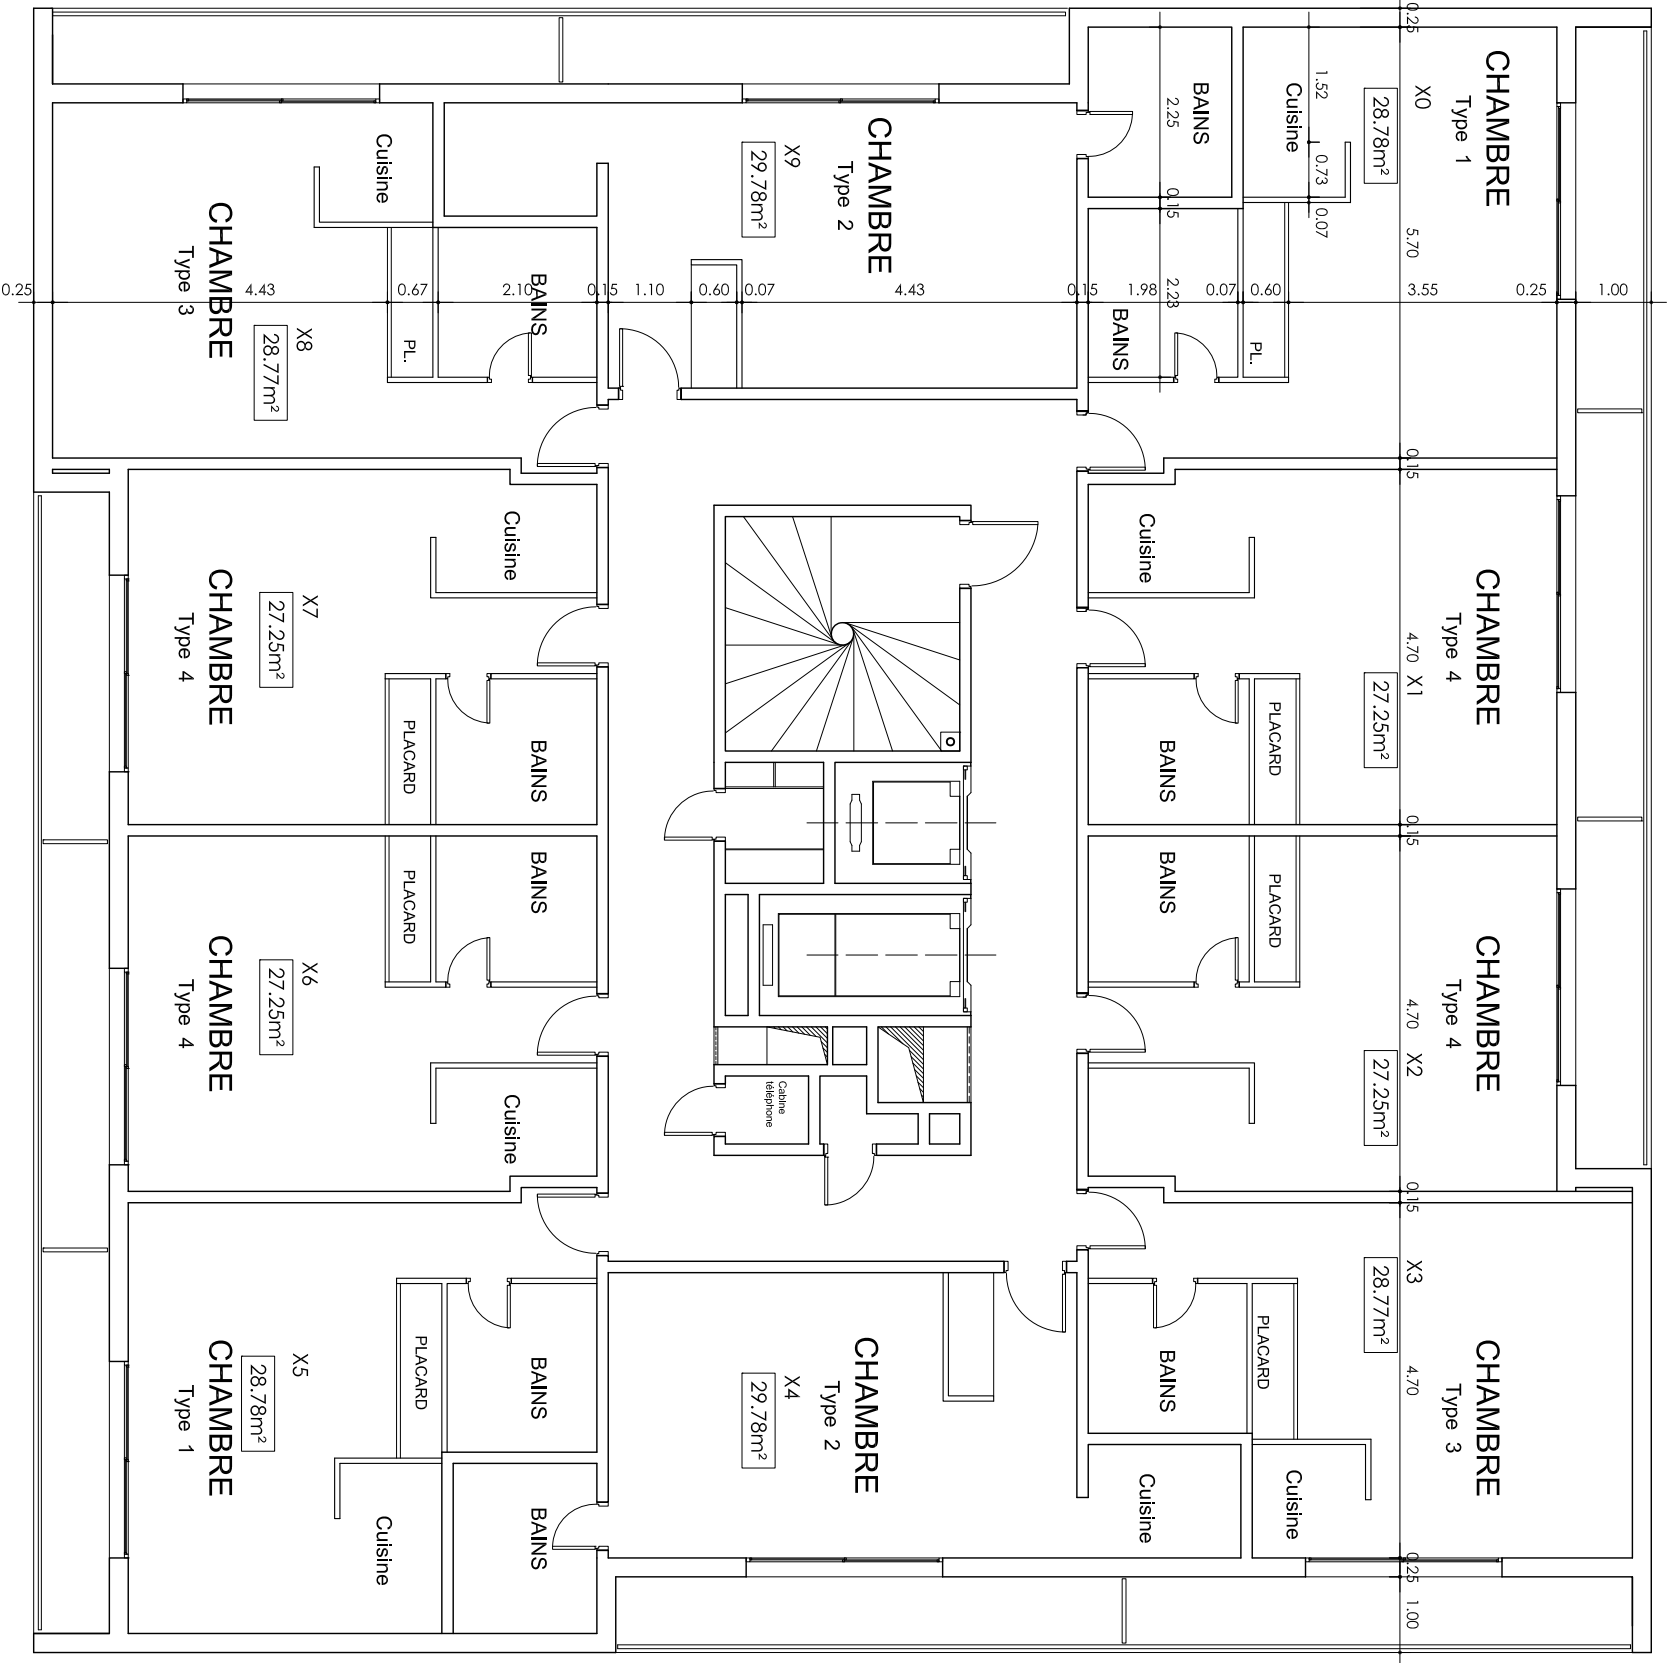 0.25
CHAMBRE
Type 1
X0
28.78m²
Cuisine
1.52
0.73
0.07
BAINS
2.25
0.15
5.70
CHAMBRE
Type 2
X9
29.78m²
Cuisine
CHAMBRE
Type 3
X8
28.77m²
0.25
4.43
0.67
2.10
0.15
1.10
0.60
0.07
4.43
0.15
1.98
0.07
0.60
3.55
0.25
1.00
2.23
BAINS
PL.
BAINS
PL.
0.15
Cuisine
CHAMBRE
Type 4
X7
27.25m²
PLACARD
BAINS
Cuisine
CHAMBRE
Type 4
4.70
X1
27.25m²
PLACARD
BAINS
0.15
BAINS
PLACARD
CHAMBRE
Type 4
X6
27.25m²
Cuisine
BAINS
PLACARD
CHAMBRE
Type 4
4.70
X2
27.25m²
Cabine
téléphone
0.15
X3
28.77m²
CHAMBRE
Type 3
4.70
PLACARD
BAINS
Cuisine
Cuisine
CHAMBRE
Type 2
X4
29.78m²
BAINS
PLACARD
X5
28.78m²
CHAMBRE
Type 1
Cuisine
BAINS
0.25
1.00